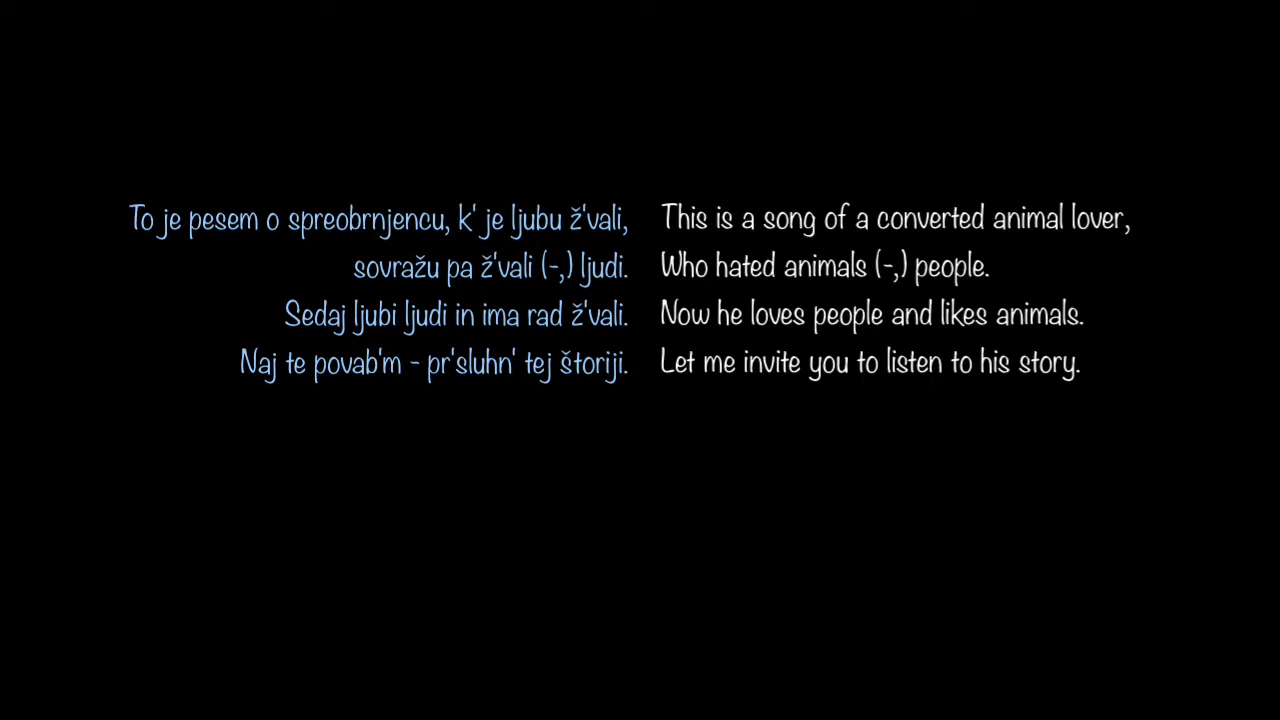 To je pesem o spreobrnjencu, k' je ljubu ž'vali,
sovražu pa ž'vali (-,) ljudi.
Sedaj ljubi ljudi in ima rad ž'vali.
Naj te povab'm - pr'sluhn' tej štoriji.
This is a song of a converted animal lover,
Who hated animals (-,) people.
Now he loves people and likes animals.
Let me invite you to listen to his story.